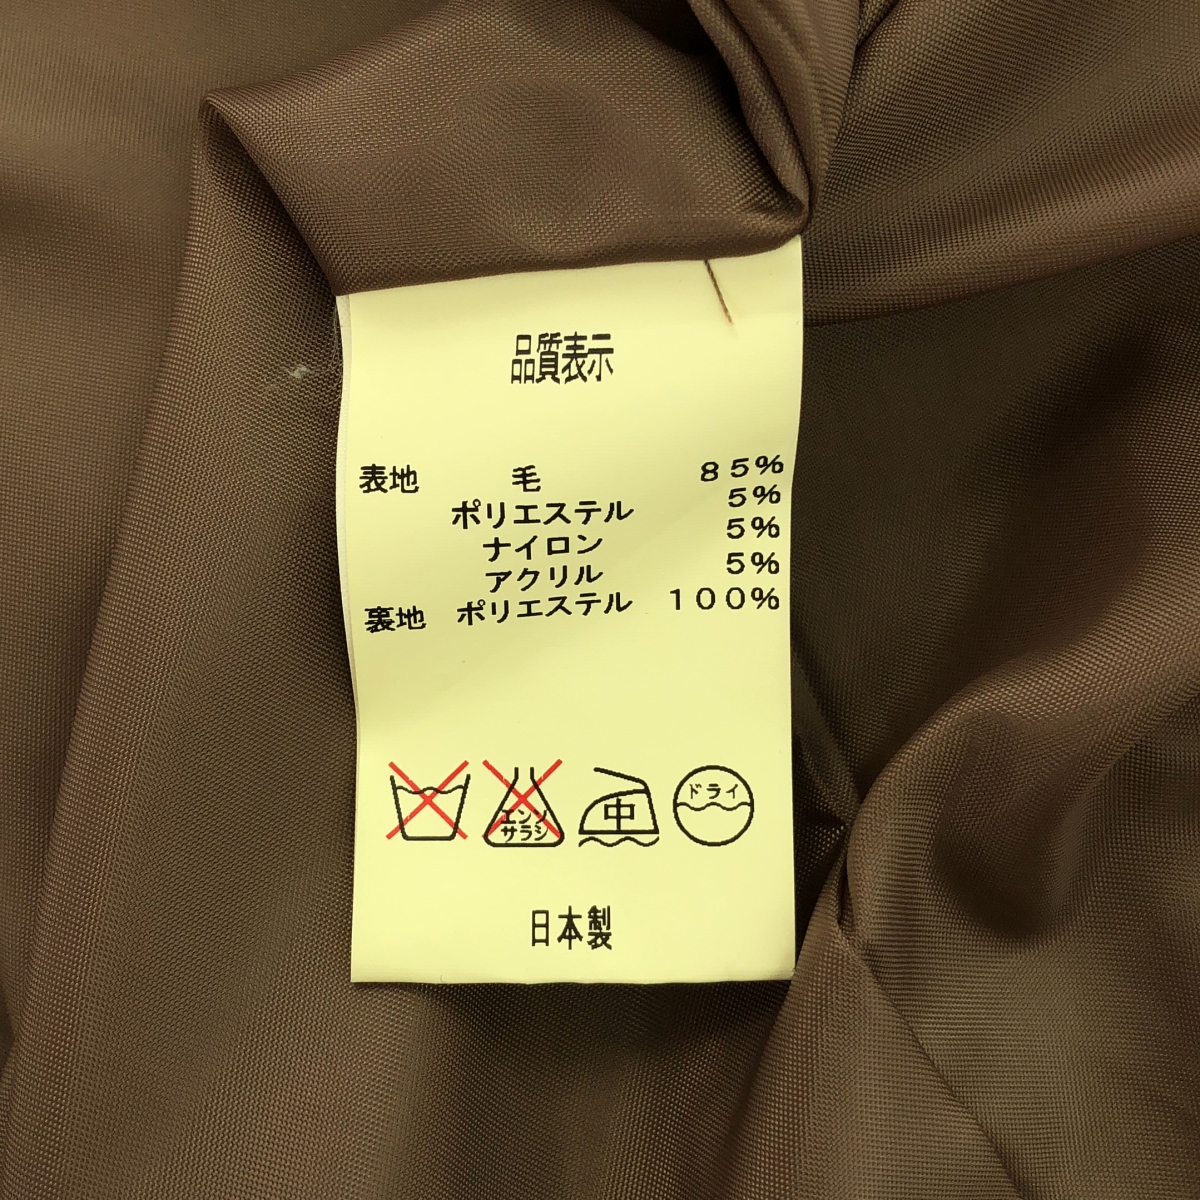 品質表示
表地 毛 85%
ポリエステル 5%
ナイロン 5%
アクリル 5%
裏地 ポリエステル 100%
エンソ
サラシ
中
ドライ
日本製